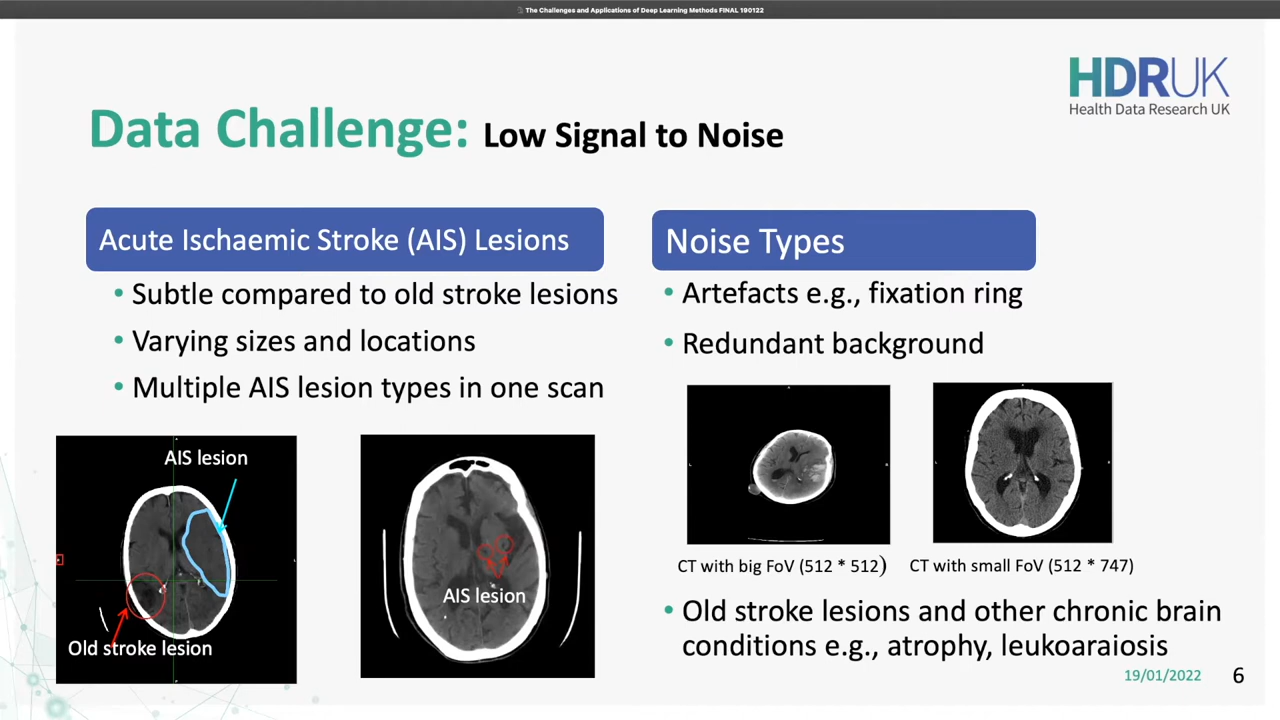 The Challenges and Applications of Deep Learning Methods FINAL 190122
HDRUK
Health Data Research UK
Data Challenge: Low Signal to Noise
Acute Ischaemic Stroke (AIS) Lesions
• Subtle compared to old stroke lesions
• Varying sizes and locations
• Multiple AIS lesion types in one scan
AIS lesion
Old stroke lesion
AIS lesion
Noise Types
• Artefacts e.g., fixation ring
• Redundant background
CT with big FoV (512 * 512)
CT with small FoV (512 * 747)
• Old stroke lesions and other chronic brain
conditions e.g., atrophy, leukoaraiosis
19/01/2022
6